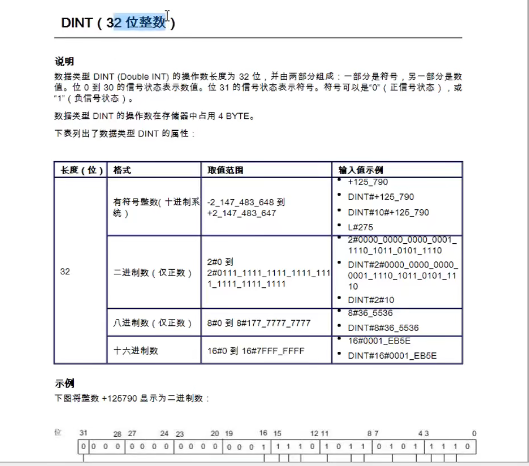 DINT（32 位整数）
说明
数据类型 DINT (Double INT) 的操作数长度为 32 位，并由两部分组成：一部分是符号，另一部分是数
值。位 0 到 30 的信号状态表示数值。位 31 的信号状态表示符号。符号可以是“0”（正信号状态），或
“1”（负信号状态）。
数据类型 DINT 的操作数在存储器中占用 4 BYTE。
下表列出了数据类型 DINT 的属性：
长度（位） 格式 取值范围 输入值示例
32
有符号整数（十进制系
统）
-2_147_483_648 到
+2_147_483_647
• +125_790
• DINT#+125_790
• DINT#10#+125_790
• L#275
二进制数（仅正数）
2#0 到
2#0111_1111_1111_1111_111
1_1111_1111_1111
• 2#0000_0000_0000_0001_
1110_1011_0101_1110
• DINT#2#0000_0000_0000_
0001_1110_1011_0101_11
10
• DINT#2#10
八进制数（仅正数）
8#0 到 8#177_7777_7777
• 8#36_5536
• DINT#8#36_5536
十六进制数
16#0 到 16#7FFF_FFFF
• 16#0001_EB5E
• DINT#16#0001_EB5E
示例
下图将整数 +125790 显示为二进制数：
位 31 28 27 24 23 20 19 16 15 12 11 8 7 4 3 0
0 0 0 0 0 0 0 0 0 0 0 0 0 0 0 1 1 1 1 0 1 0 1 1 0 1 0 1 1 1 1 0